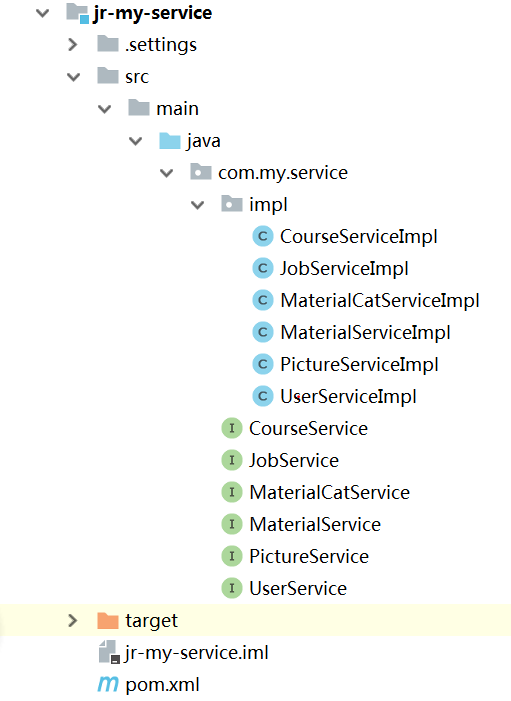 jr-my-service
.settings
src
main
java
com.my.service
impl
C CourseServiceImpl
C JobServiceImpl
C MaterialCatServiceImpl
C MaterialServiceImpl
C PictureServiceImpl
C UserServiceImpl
I CourseService
I JobService
I MaterialCatService
I MaterialService
I PictureService
I UserService
target
jr-my-service.iml
m pom.xml